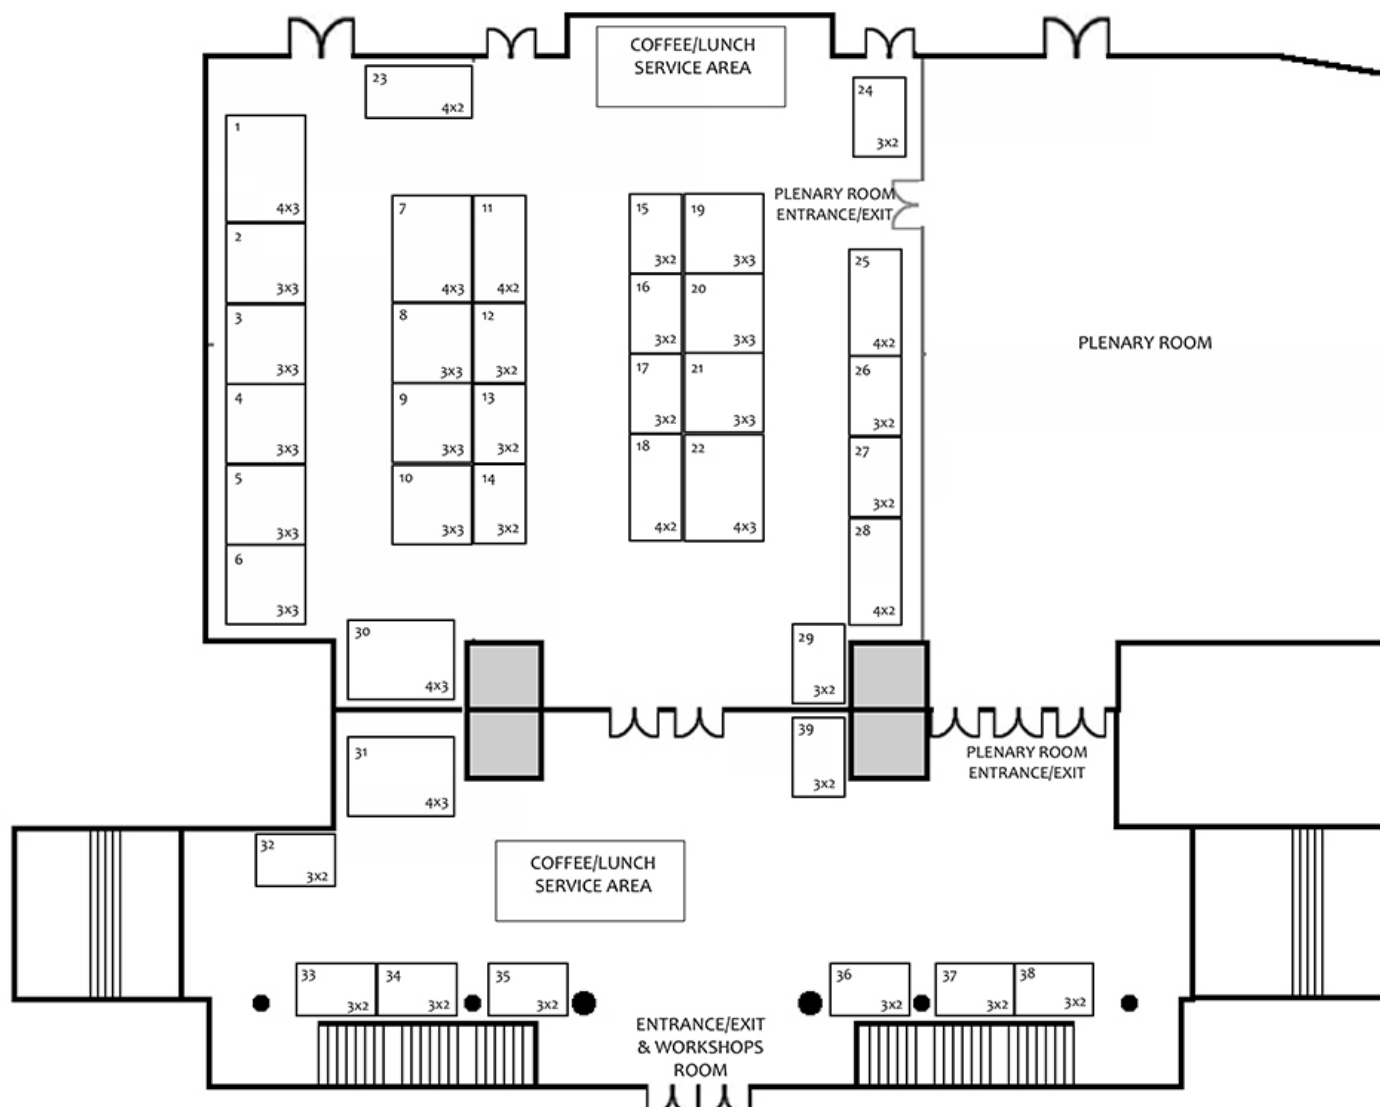 COFFEE/LUNCH
SERVICE AREA
23
4x2
24
3x2
1
4x3
PLENARY ROOM
ENTRANCE/EXIT
7
4x3
11
4x2
15
3x2
19
3x3
2
3x3
25
4x2
16
3x2
20
3x3
3
3x3
8
3x3
12
3x2
PLENARY ROOM
17
3x2
21
3x3
26
3x2
4
3x3
9
3x3
13
3x2
18
4x2
22
4x3
27
3x2
5
3x3
10
3x3
14
3x2
28
4x2
6
3x3
30
4x3
29
3x2
39
3x2
31
4x3
PLENARY ROOM
ENTRANCE/EXIT
32
3x2
COFFEE/LUNCH
SERVICE AREA
33
3x2
34
3x2
35
3x2
36
3x2
37
3x2
38
3x2
ENTRANCE/EXIT
& WORKSHOPS
ROOM